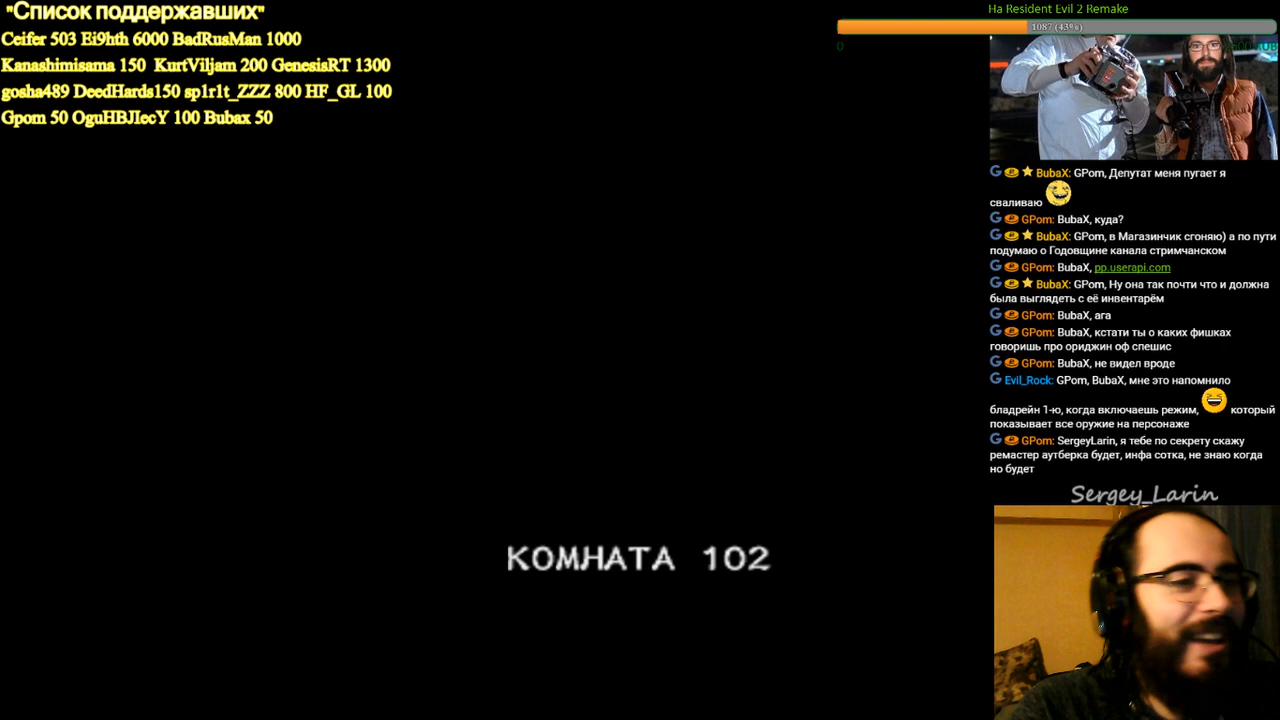 "Список поддержавших"
Ceifer 503 Ei9hth 6000 BadRusMan 1000
Kanashimisama 150 KurtViljam 200 GenesisRT 1300
gosha489 DeedHards150 sp1r1t_ZZZ 800 HF_GL 100
Gpom 50 OguHBJIecY 100 Bubax 50
На Resident Evil 2 Remake
1087 (43%)
0
BubaX: GPom, Депутат меня пугает я
сваливаю
GPom: BubaX, куда?
BubaX: GPom, в Магазинчик сгоняю) а по пути
подумаю о Годовщине канала стримчанском
GPom: BubaX, pp.userapi.com
BubaX: GPom, Ну она так почти что и должна
была выглядеть с её инвентарём
GPom: BubaX, ага
GPom: BubaX, кстати ты о каких фишках
говоришь про ориджин оф спешис
GPom: BubaX, не видел вроде
Evil_Rock: GPom, BubaX, мне это напомнило
бладрейн 1-ю, когда включаешь режим, который
показывает все оружие на персонаже
GPom: SergeyLarin, я тебе по секрету скажу
ремастер аутберка будет, инфа сотка, не знаю когда
но будет
Sergey_Larin
КОМНАТА 102